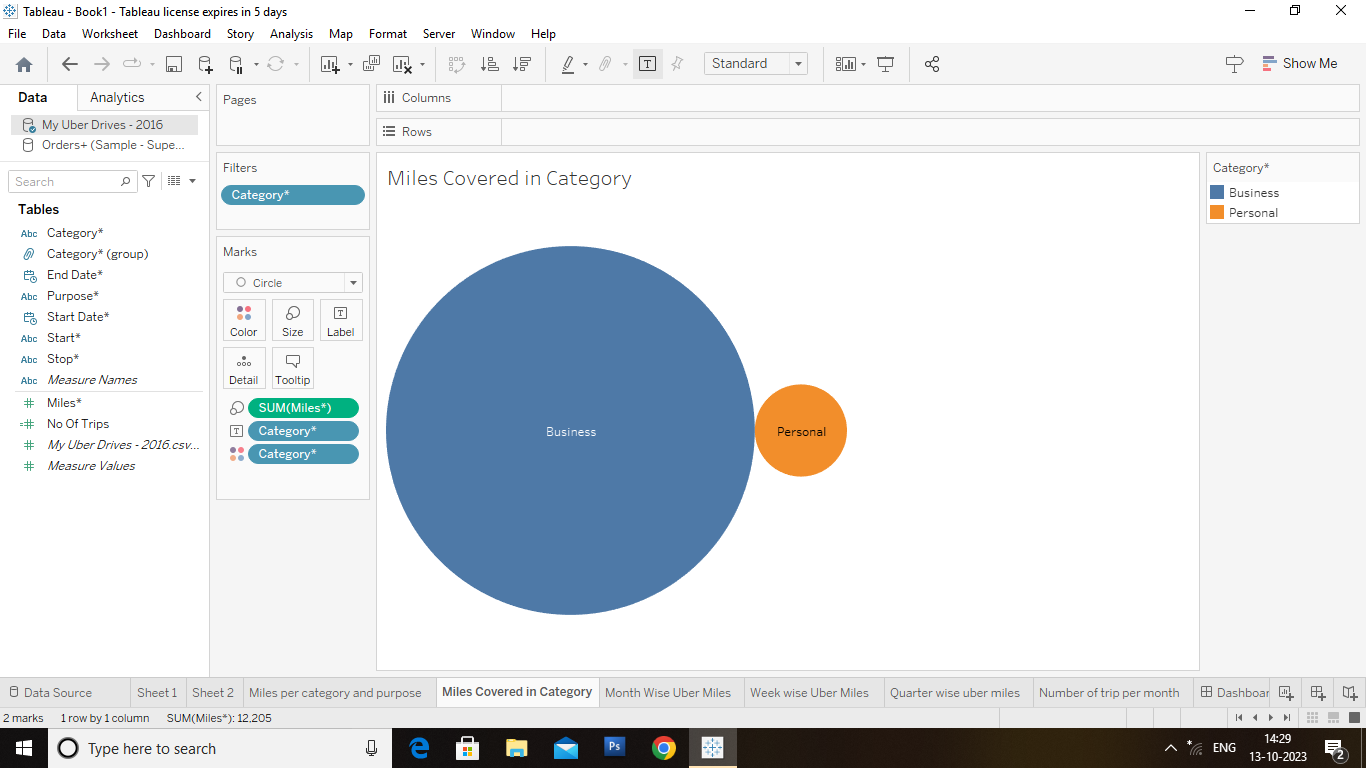 Tableau - Book1 - Tableau license expires in 5 days
File Data Worksheet Dashboard Story Analysis Map Format Server Window Help
Standard
Show Me
Data Analytics
My Uber Drives - 2016
Orders+ (Sample - Supe...
Search
Tables
Abc Category*
Category* (group)
End Date*
Abc Purpose*
Start Date*
Abc Start*
Abc Stop*
Abc Measure Names
# Miles*
=# No Of Trips
# My Uber Drives - 2016.csv...
# Measure Values
Pages
Filters
Category*
Marks
Circle
Color Size Label
Detail Tooltip
SUM(Miles*)
Category*
Category*
Columns
Rows
Miles Covered in Category
Business
Personal
Category*
Business
Personal
Data Source Sheet 1 Sheet 2 Miles per category and purpose Miles Covered in Category Month Wise Uber Miles Week wise Uber Miles Quarter wise uber miles Number of trip per month Dashboar
2 marks 1 row by 1 column SUM(Miles*): 12,205
Type here to search
Ps
ENG
14:29
13-10-2023
2